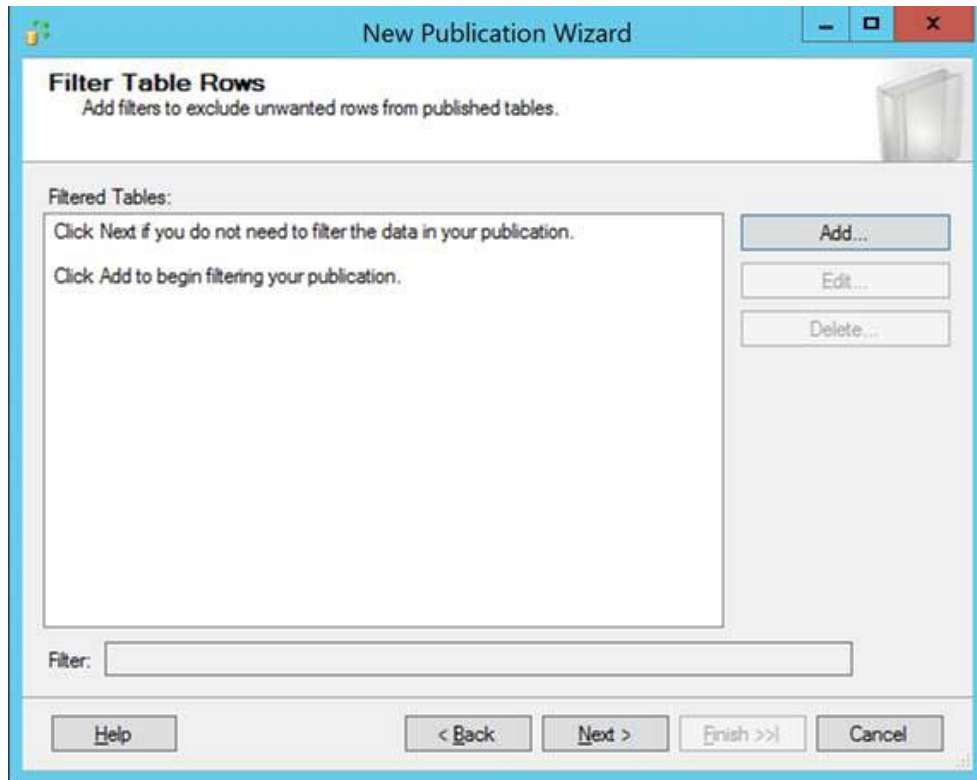 New Publication Wizard
Filter Table Rows
Add filters to exclude unwanted rows from published tables.
Filtered Tables:
Click Next if you do not need to filter the data in your publication.
Click Add to begin filtering your publication.
Add...
Edit...
Delete...
Filter:
Help
< Back
Next >
Finish >>|
Cancel